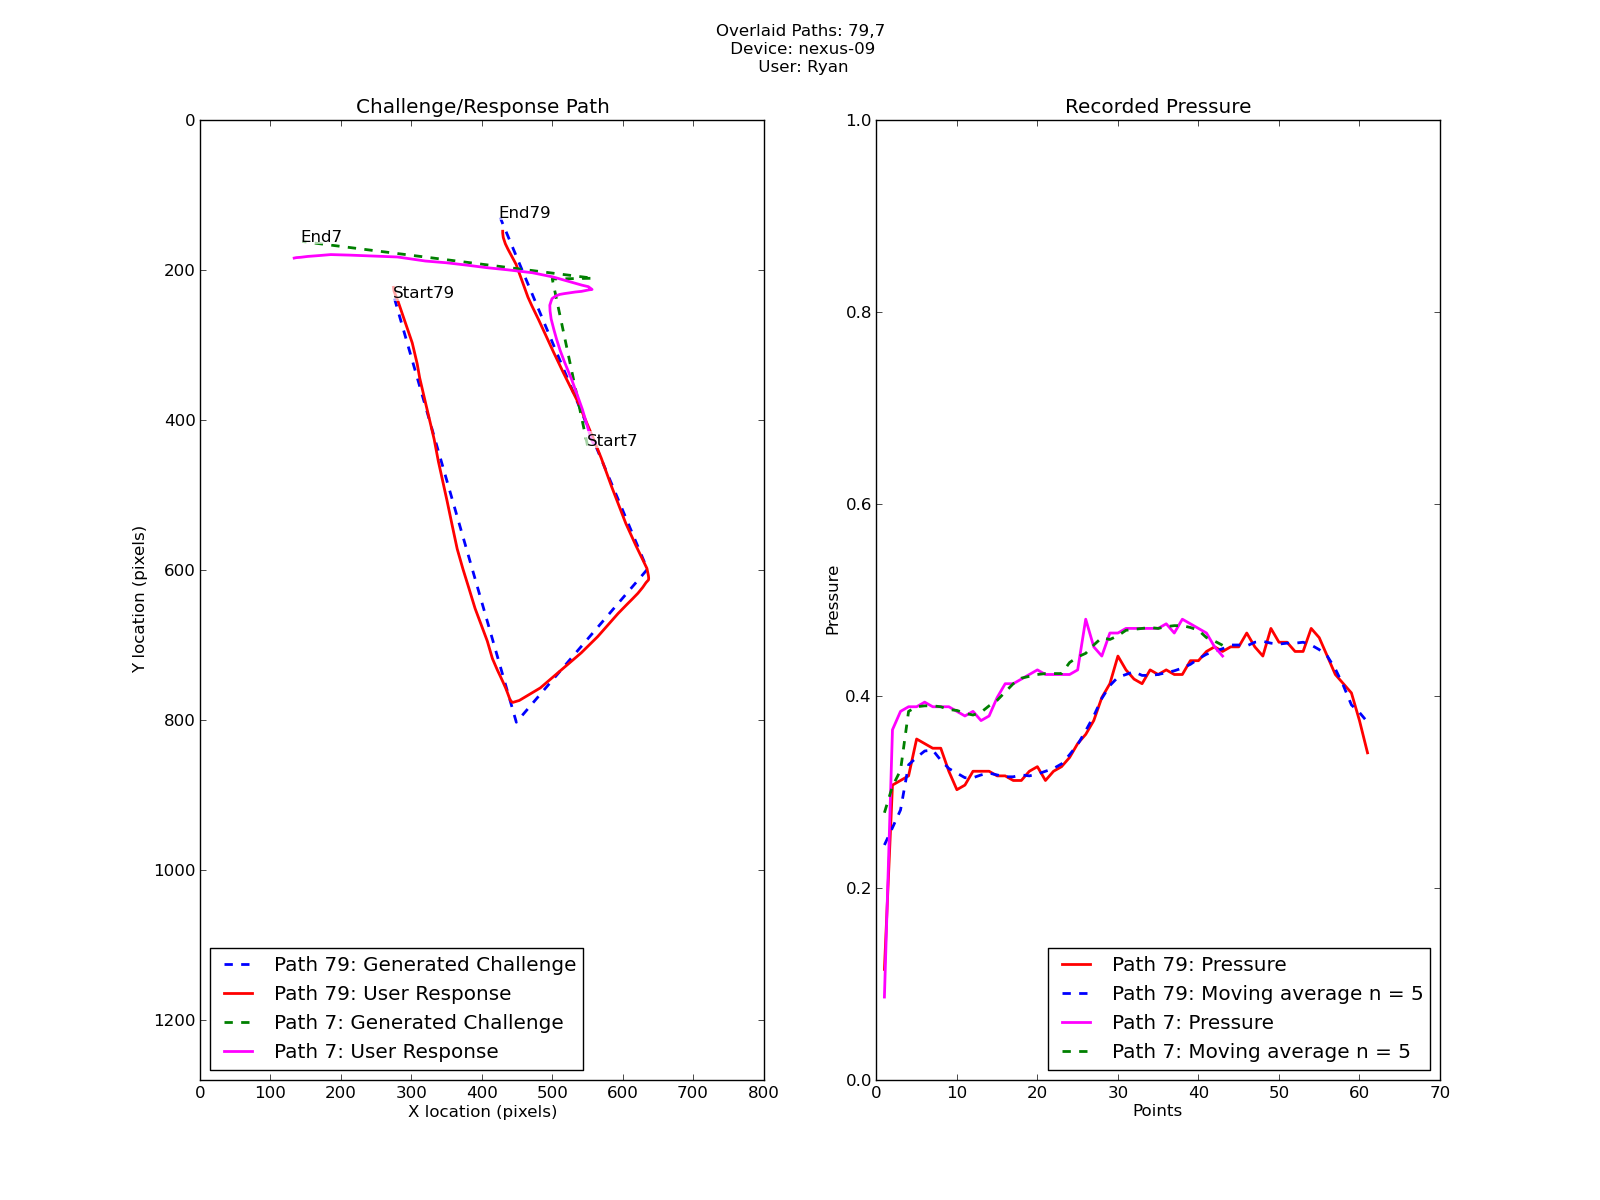 Overlaid Paths: 79,7
Device: nexus-09
User: Ryan
Challenge/Response Path
0
200
400
600
800
1000
1200
Y location (pixels)
End79
End7
Start79
Start7
Path 79: Generated Challenge
Path 79: User Response
Path 7: Generated Challenge
Path 7: User Response
0 100 200 300 400 500 600 700 800
X location (pixels)
Recorded Pressure
1.0
0.8
0.6
0.4
0.2
0.0
Pressure
Path 79: Pressure
Path 79: Moving average n = 5
Path 7: Pressure
Path 7: Moving average n = 5
0 10 20 30 40 50 60 70
Points